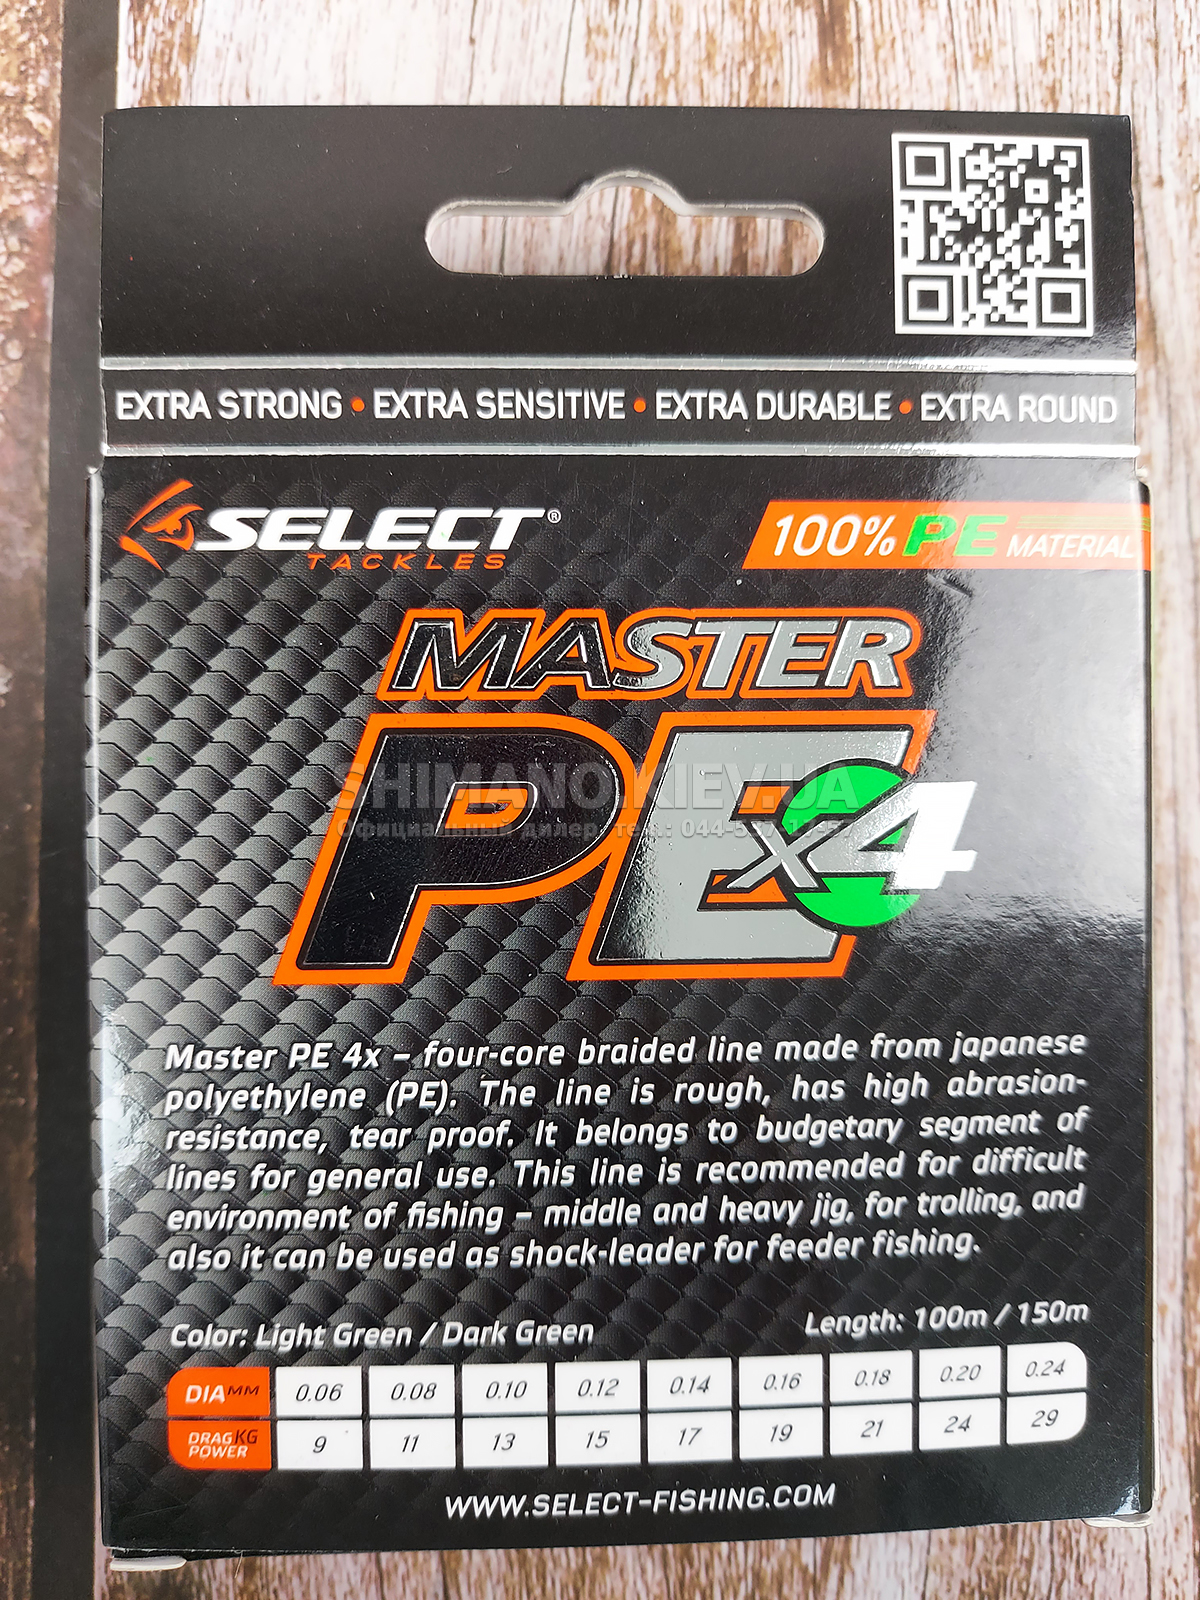 EXTRA STRONG • EXTRA SENSITIVE • EXTRA DURABLE • EXTRA ROUND
SELECT®
TACKLES
100% PE MATERIAL
MASTER
PE x4
SHIMANO.KIEV.UA
Официальный дилер, тел.: 044-537-
Master PE 4x – four-core braided line made from japanese
polyethylene (PE). The line is rough, has high abrasion-
resistance, tear proof. It belongs to budgetary segment of
lines for general use. This line is recommended for difficult
environment of fishing – middle and heavy jig, for trolling, and
also it can be used as shock-leader for feeder fishing.
Color: Light Green / Dark Green
Length: 100m / 150m
DIA MM 0.06 0.08 0.10 0.12 0.14 0.16 0.18 0.20 0.24
DRAG KG
POWER 9 11 13 15 17 19 21 24 29
WWW.SELECT-FISHING.COM